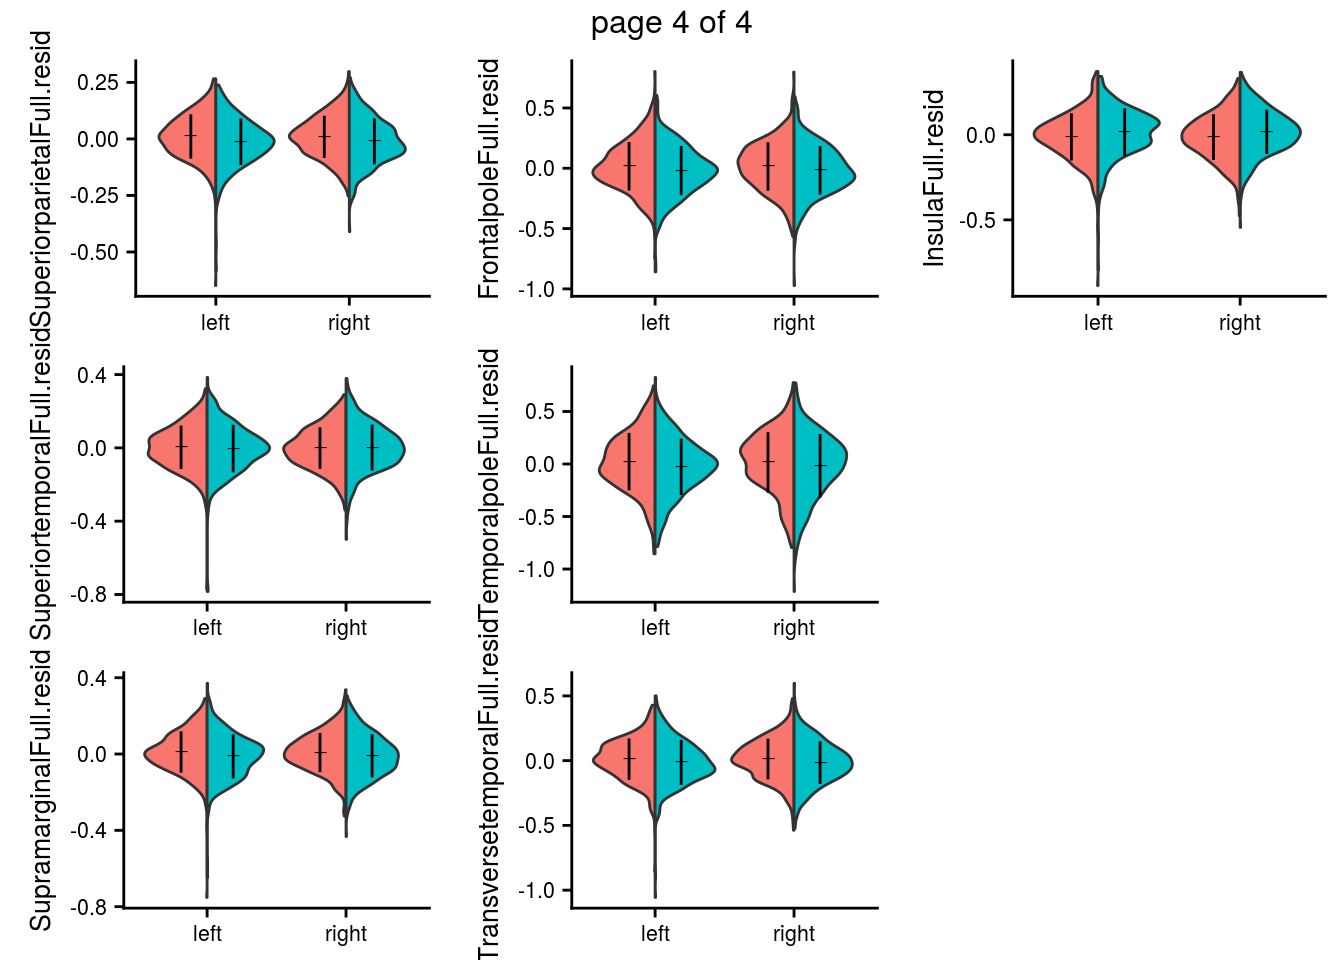 page 4 of 4
SuperiorparietalFull.resid
0.25
0.00
-0.25
-0.50
left right
FrontalpoleFull.resid
0.5
0.0
-0.5
-1.0
left right
InsulaFull.resid
0.0
-0.5
left right
SuperiortemporalFull.resid
0.4
0.0
-0.4
-0.8
left right
TemporalpoleFull.resid
0.5
0.0
-0.5
-1.0
left right
SupramarginalFull.resid
0.4
0.0
-0.4
-0.8
left right
TransversetemporalFull.resid
0.5
0.0
-0.5
-1.0
left right